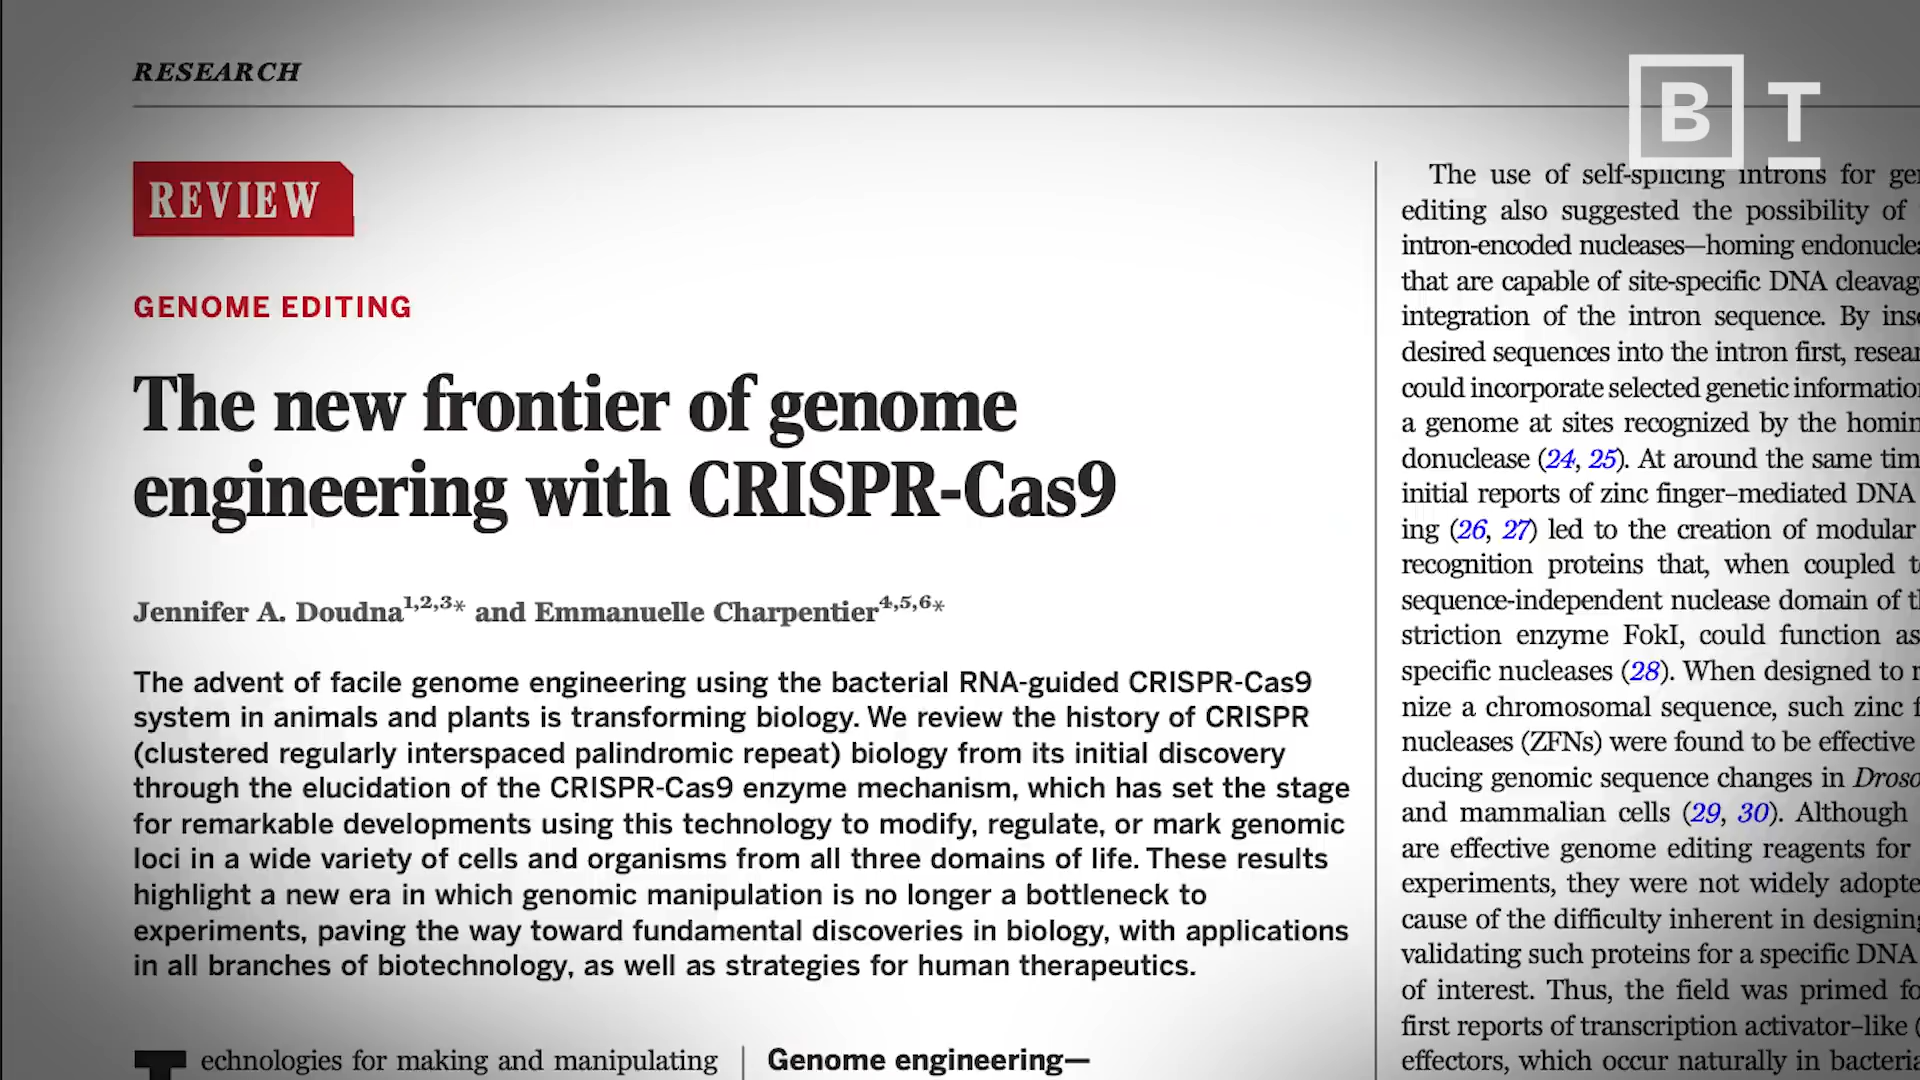 RESEARCH
B T
REVIEW
GENOME EDITING
The new frontier of genome
engineering with CRISPR-Cas9
Jennifer A. Doudna1,2,3* and Emmanuelle Charpentier4,5,6*
The advent of facile genome engineering using the bacterial RNA-guided CRISPR-Cas9
system in animals and plants is transforming biology. We review the history of CRISPR
(clustered regularly interspaced palindromic repeat) biology from its initial discovery
through the elucidation of the CRISPR-Cas9 enzyme mechanism, which has set the stage
for remarkable developments using this technology to modify, regulate, or mark genomic
loci in a wide variety of cells and organisms from all three domains of life. These results
highlight a new era in which genomic manipulation is no longer a bottleneck to
experiments, paving the way toward fundamental discoveries in biology, with applications
in all branches of biotechnology, as well as strategies for human therapeutics.
Technologies for making and manipulating
Genome engineering—
The use of self-splicing introns for
editing also suggested the possibility of
intron-encoded nucleases—homing
that are capable of site-specific DNA
integration of the intron sequence. By
desired sequences into the intron first,
could incorporate selected genetic
a genome at sites recognized by the
donuclease (24, 25). At around the same
initial reports of zinc finger–mediated DNA
ing (26, 27) led to the creation of modular
recognition proteins that, when coupled
sequence-independent nuclease domain of
striction enzyme FokI, could function as
specific nucleases (28). When designed to
nize a chromosomal sequence, such zinc
nucleases (ZFNs) were found to be effective
ducing genomic sequence changes in
and mammalian cells (29, 30). Although
are effective genome editing reagents for
experiments, they were not widely
cause of the difficulty inherent in
validating such proteins for a specific DNA
of interest. Thus, the field was primed
first reports of transcription activator–like
effectors, which occur naturally in